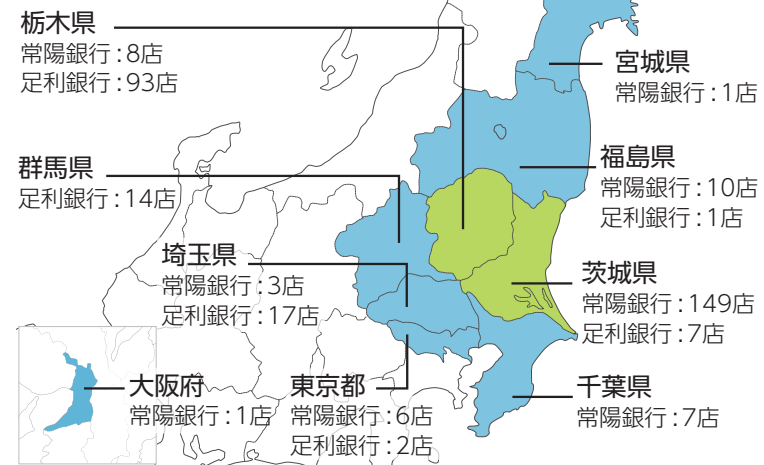 栃木県
常陽銀行:8店
足利銀行:93店
宮城県
常陽銀行:1店
福島県
常陽銀行:10店
足利銀行:1店
群馬県
足利銀行:14店
埼玉県
常陽銀行:3店
足利銀行:17店
茨城県
常陽銀行:149店
足利銀行:7店
大阪府
常陽銀行:1店
東京都
常陽銀行:6店
足利銀行:2店
千葉県
常陽銀行:7店